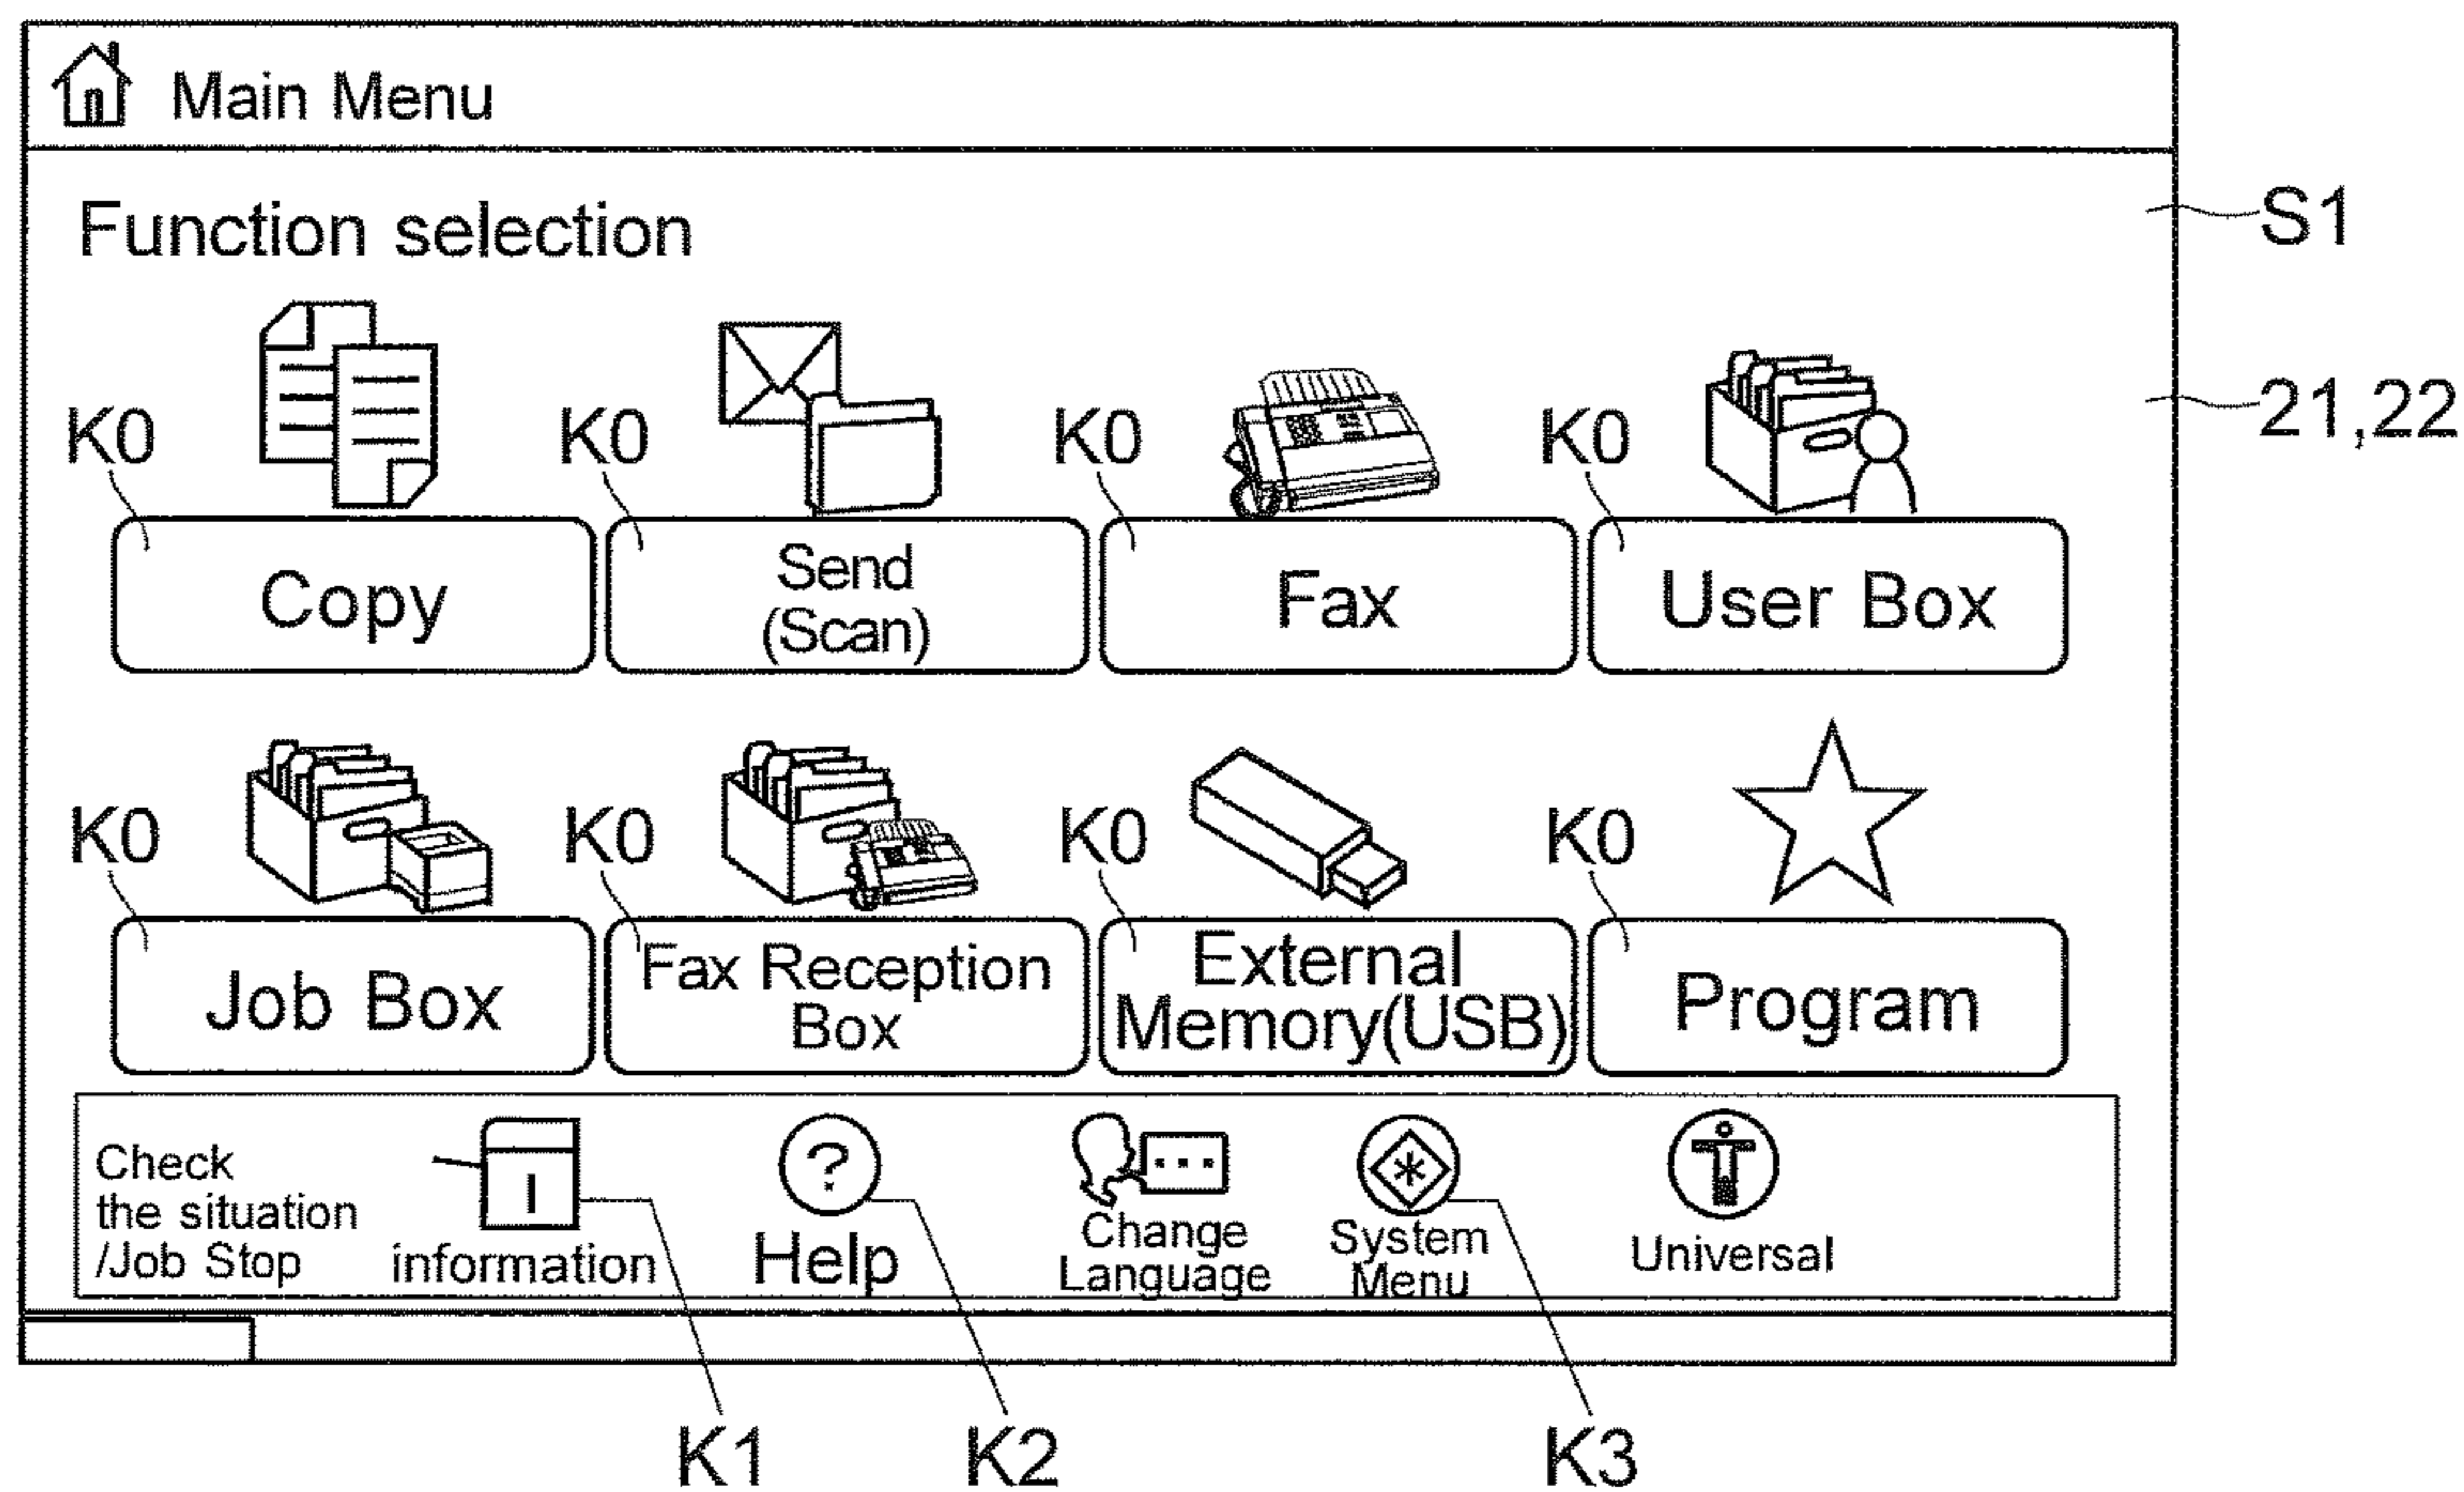 Main Menu
Function selection
S1
21,22
K0 K0 K0 K0
Copy
Send
(Scan)
Fax
User Box
K0 K0 K0 K0
Job Box
Fax Reception
Box
External
Memory(USB)
Program
Check
the situation
/Job Stop
I
information
?
Help
...
Change
Language
*
System
Menu
Universal
K1 K2 K3